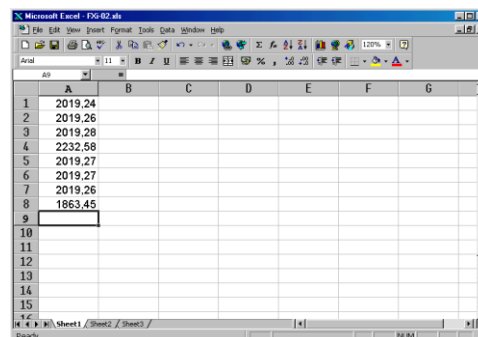 Microsoft Excel - FXG-02.xls
File Edit View Insert Format Tools Data Window Help
120%
Arial 11 B I U
A9 =
A B C D E F G
1 2019,24
2 2019,26
3 2019,28
4 2232,58
5 2019,27
6 2019,27
7 2019,26
8 1863,45
9
10
11
12
13
14
15
16
Sheet1 / Sheet2 / Sheet3
Ready NUM